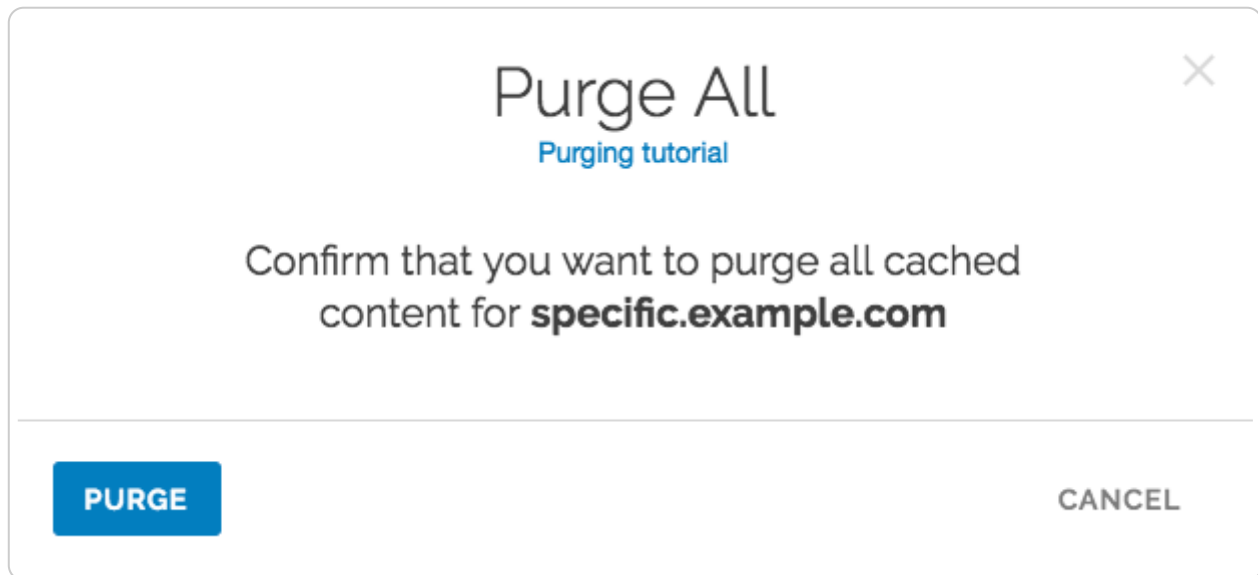 Purge All
Purging tutorial
Confirm that you want to purge all cached
content for specific.example.com
PURGE
CANCEL